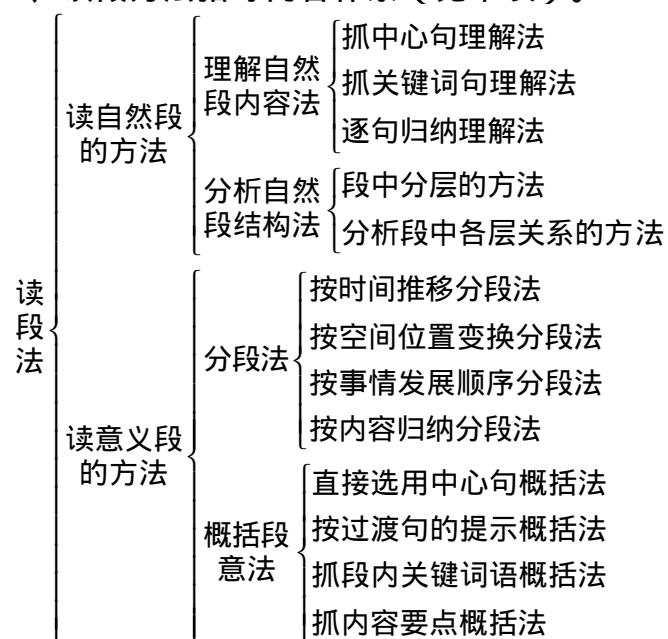 理解自然
段内容法
抓中心句理解法
抓关键词句理解法
逐句归纳理解法
读自然段
的方法
分析自然
段结构法
段中分层的方法
分析段中各层关系的方法
读
段
法
分段法
按时间推移分段法
按空间位置变换分段法
按事情发展顺序分段法
按内容归纳分段法
读意义段
的方法
概括段
意法
直接选用中心句概括法
按过渡句的提示概括法
抓段内关键词语概括法
抓内容要点概括法